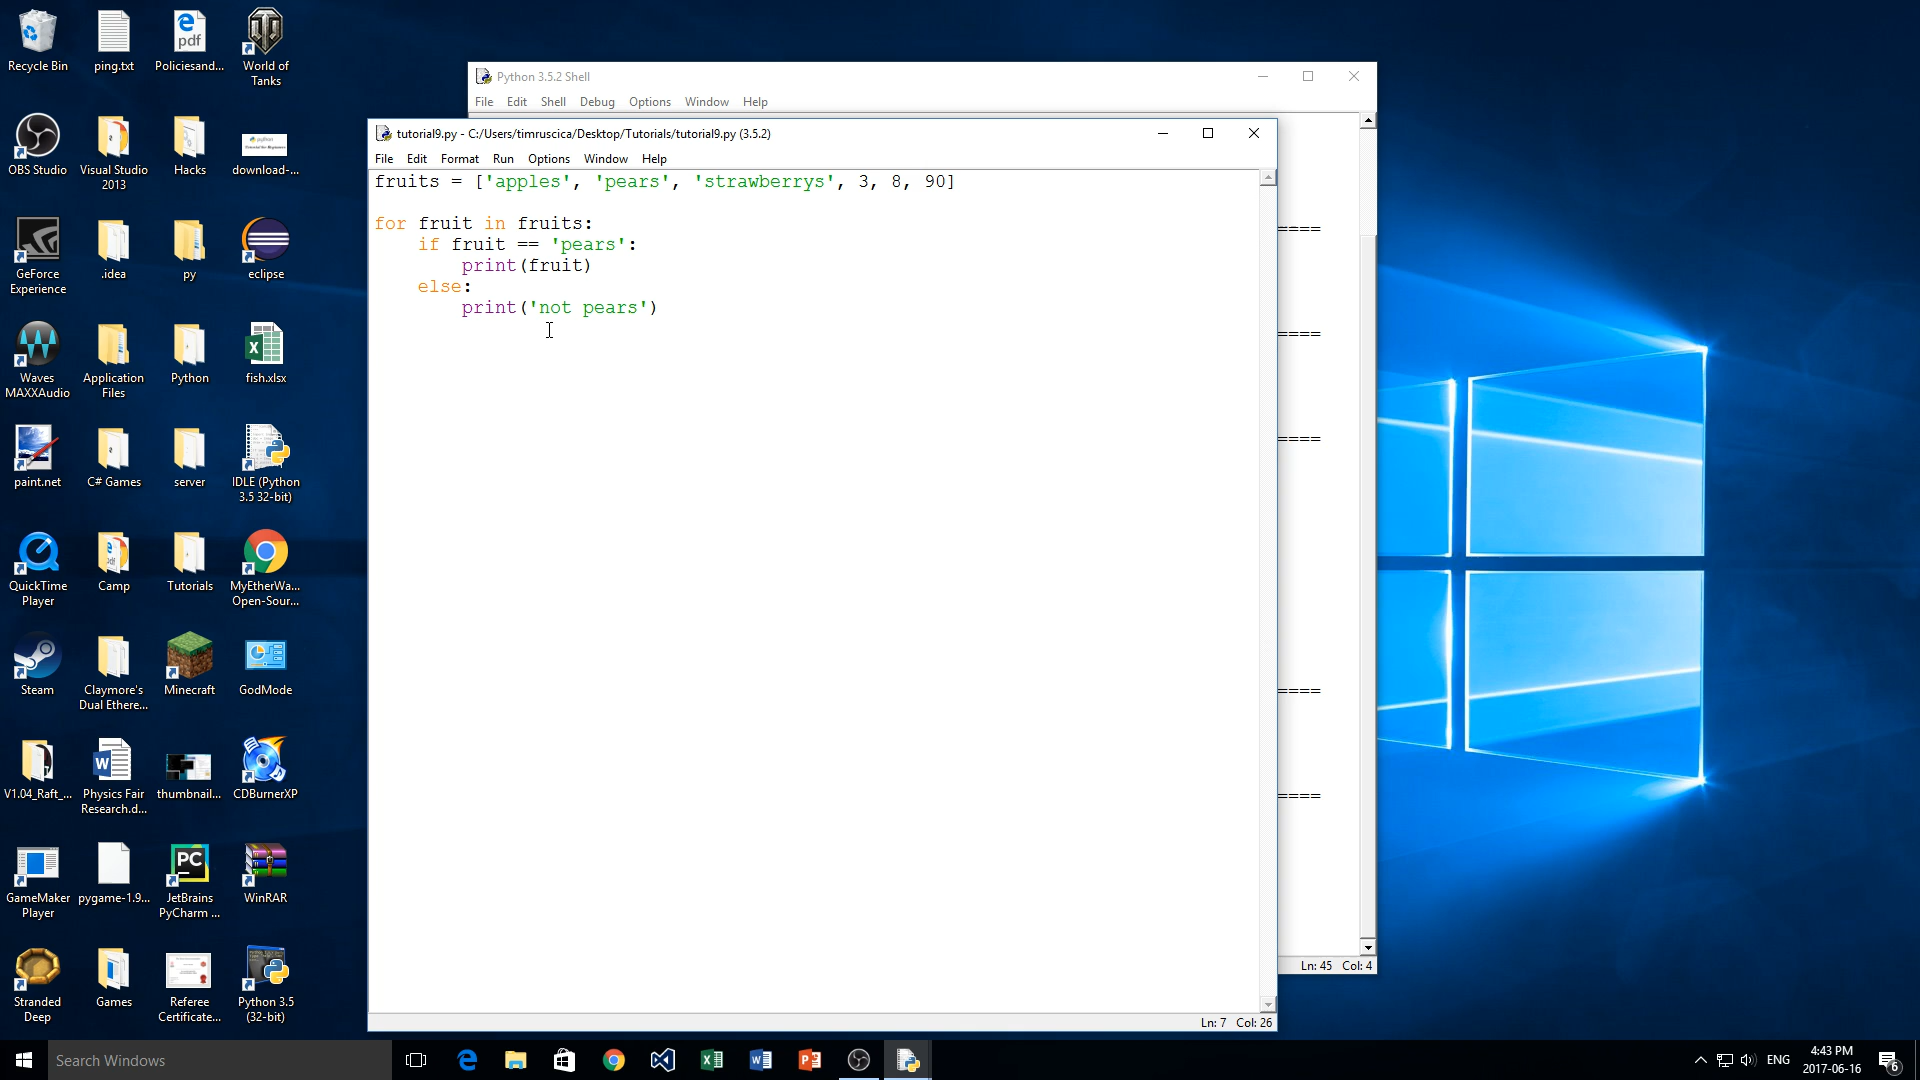 Recycle Bin
ping.txt
Policiesand...
World of
Tanks
OBS Studio
Visual Studio
2013
Hacks
download-...
GeForce
Experience
.idea
py
eclipse
Waves
MAXXAudio
Application
Files
Python
fish.xlsx
paint.net
C# Games
server
IDLE (Python
3.5 32-bit)
QuickTime
Player
Camp
Tutorials
MyEtherWa...
Open-Sour...
Steam
Claymore's
Dual Ethere...
Minecraft
GodMode
V1.04_Raft_...
Physics Fair
Research.d...
thumbnail...
CDBurnerXP
GameMaker
Player
pygame-1.9...
JetBrains
PyCharm ...
WinRAR
Stranded
Deep
Games
Referee
Certificate...
Python 3.5
(32-bit)
Python 3.5.2 Shell
File Edit Shell Debug Options Window Help
====
====
====
====
====
Ln: 45 Col: 4
tutorial9.py - C:/Users/timruscica/Desktop/Tutorials/tutorial9.py (3.5.2)
File Edit Format Run Options Window Help
fruits = ['apples', 'pears', 'strawberrys', 3, 8, 90]
for fruit in fruits:
    if fruit == 'pears':
        print(fruit)
    else:
        print('not pears')
Ln: 7 Col: 26
Search Windows
ENG
4:43 PM
2017-06-16
6